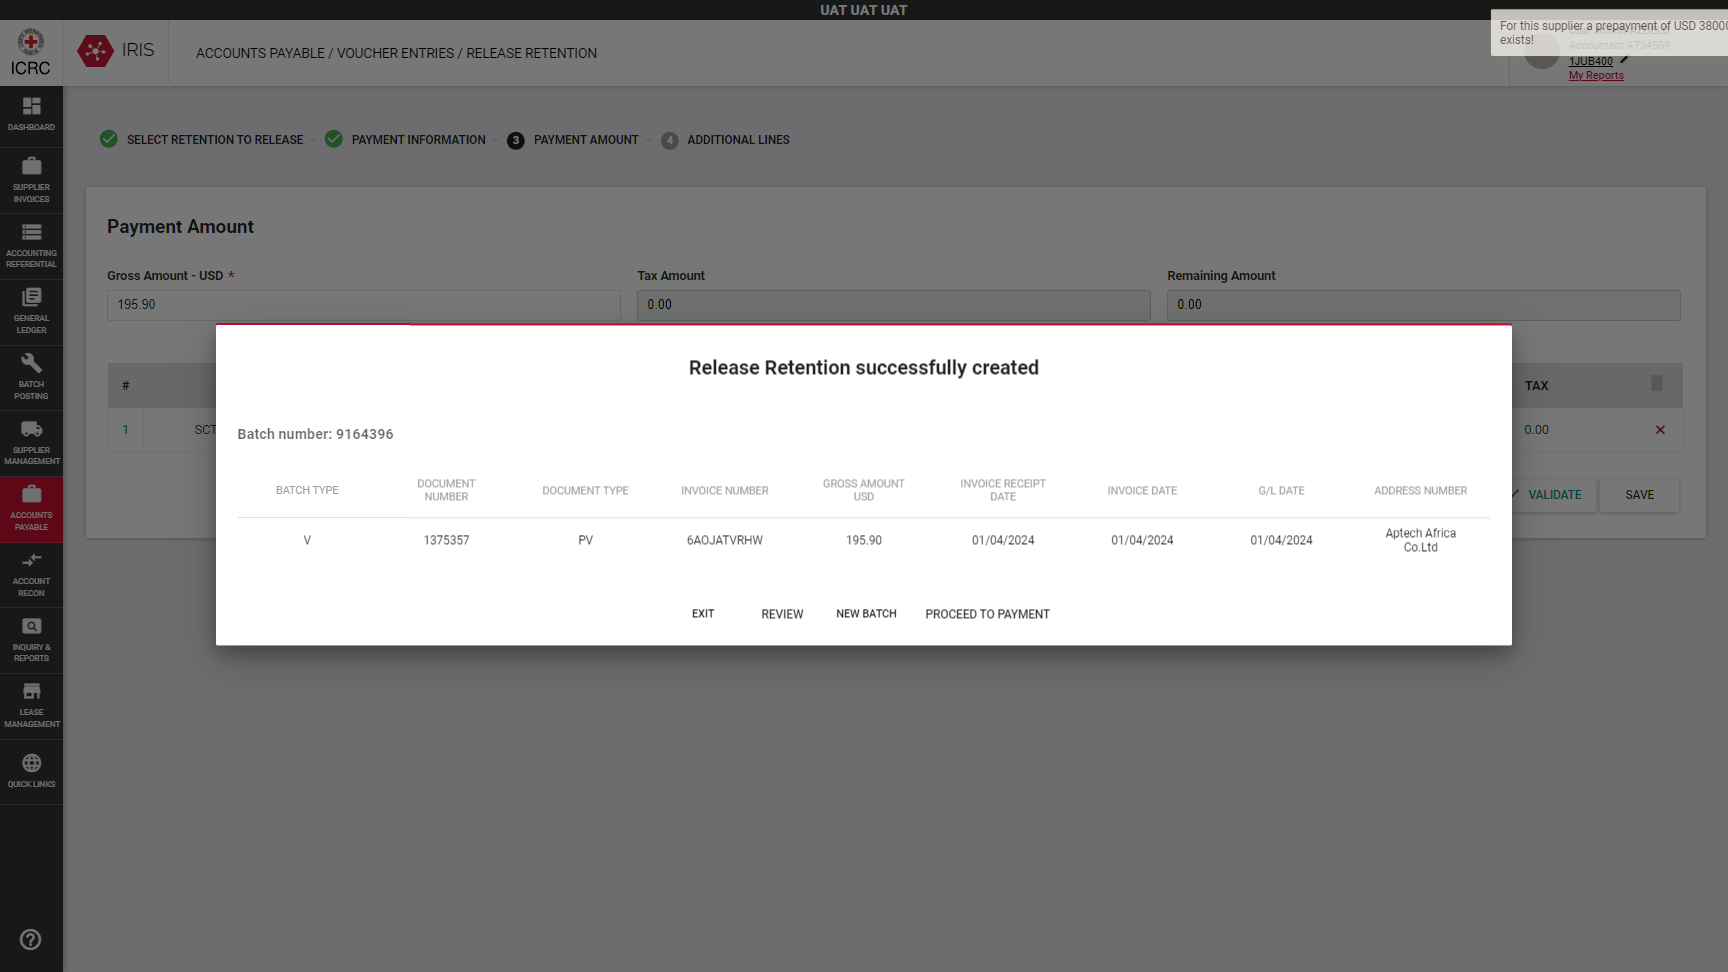 UAT UAT UAT
ICRC
IRIS
ACCOUNTS PAYABLE / VOUCHER ENTRIES / RELEASE RETENTION
For this supplier a prepayment of USD 3800
exists!
Accountant A734509
1JUB400
My Reports
DASHBOARD
SUPPLIER
INVOICES
ACCOUNTING
REFERENTIAL
GENERAL
LEDGER
BATCH
POSTING
SUPPLIER
MANAGEMENT
ACCOUNTS
PAYABLE
ACCOUNT
RECON
INQUIRY &
REPORTS
LEASE
MANAGEMENT
QUICK LINKS
SELECT RETENTION TO RELEASE
PAYMENT INFORMATION
3 PAYMENT AMOUNT
4 ADDITIONAL LINES
Payment Amount
Gross Amount - USD * Tax Amount Remaining Amount
195.90 0.00 0.00
# TAX
1 SCT 0.00
VALIDATE SAVE
Release Retention successfully created
Batch number: 9164396
BATCH TYPE DOCUMENT NUMBER DOCUMENT TYPE INVOICE NUMBER GROSS AMOUNT USD INVOICE RECEIPT DATE INVOICE DATE G/L DATE ADDRESS NUMBER
V 1375357 PV 6AOJATVRHW 195.90 01/04/2024 01/04/2024 01/04/2024 Aptech Africa Co.Ltd
EXIT REVIEW NEW BATCH PROCEED TO PAYMENT